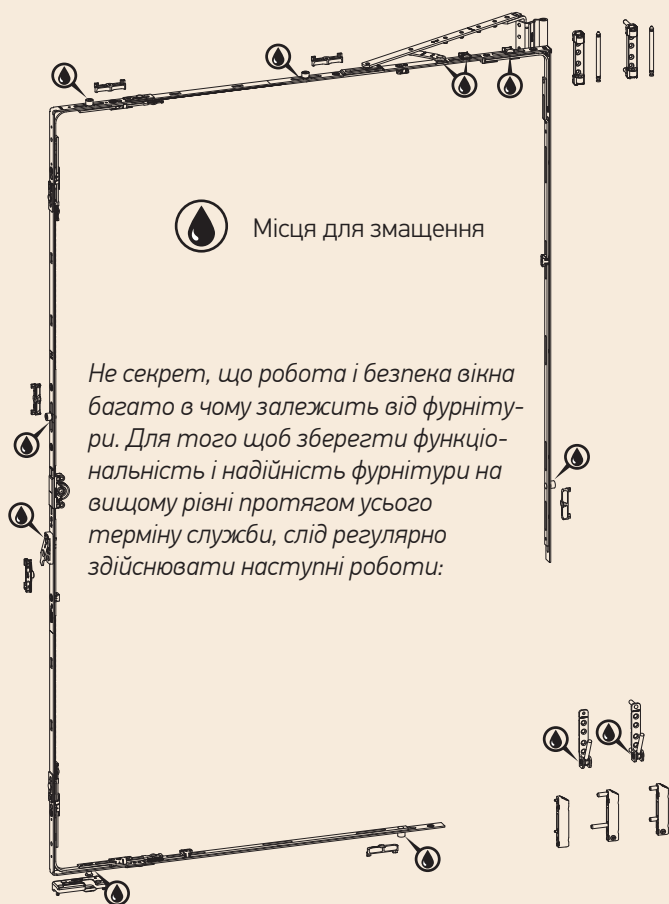 Місця для змащення
Не секрет, що робота і безпека вікна
багато в чому залежить від фурніту-
ри. Для того щоб зберегти функціо-
нальність і надійність фурнітури на
вищому рівні протягом усього
терміну служби, слід регулярно
здійснювати наступні роботи: